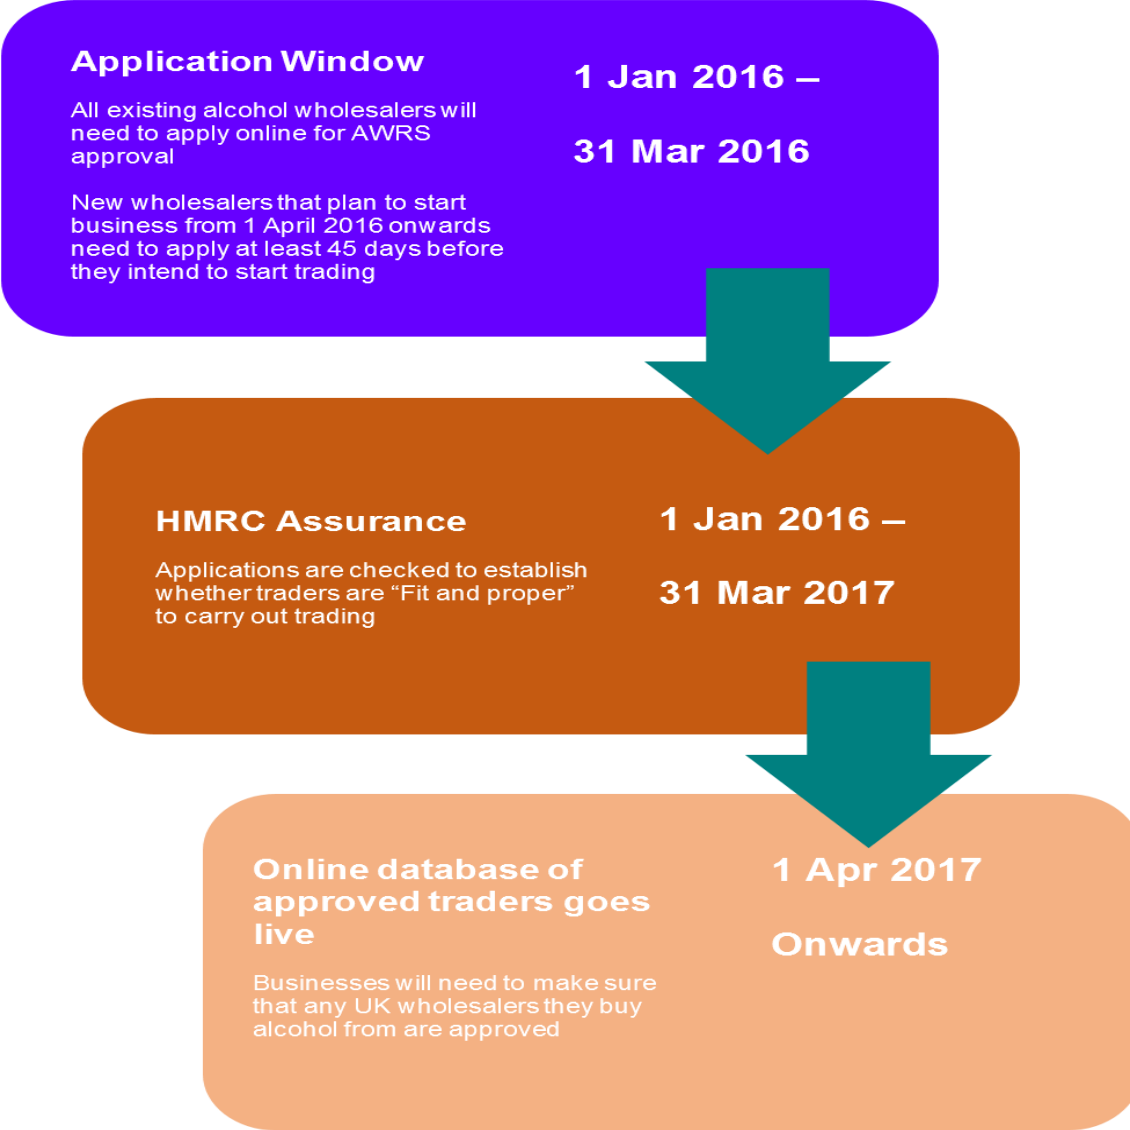 Application Window
All existing alcohol wholesalers will
need to apply online for AWRS
approval
New wholesalers that plan to start
business from 1 April 2016 onwards
need to apply at least 45 days before
they intend to start trading
1 Jan 2016 –
31 Mar 2016
HMRC Assurance
Applications are checked to establish
whether traders are “Fit and proper”
to carry out trading
1 Jan 2016 –
31 Mar 2017
Online database of
approved traders goes
live
Businesses will need to make sure
that any UK wholesalers they buy
alcohol from are approved
1 Apr 2017
Onwards